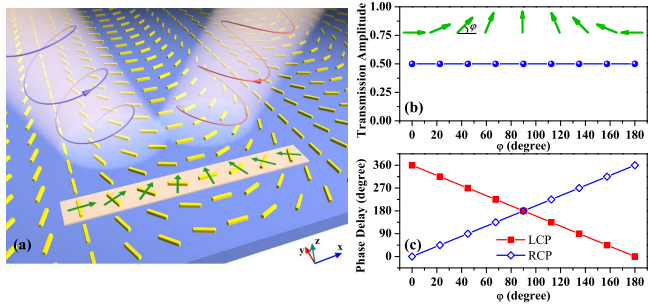 (a)
y
z
x
Transmission Amplitude
1.00
0.75
0.50
0.25
0.00
φ
(b)
0 20 40 60 80 100 120 140 160 180
φ (degree)
Phase Delay (degree)
360
270
180
90
0
(c)
LCP
RCP
0 20 40 60 80 100 120 140 160 180
φ (degree)